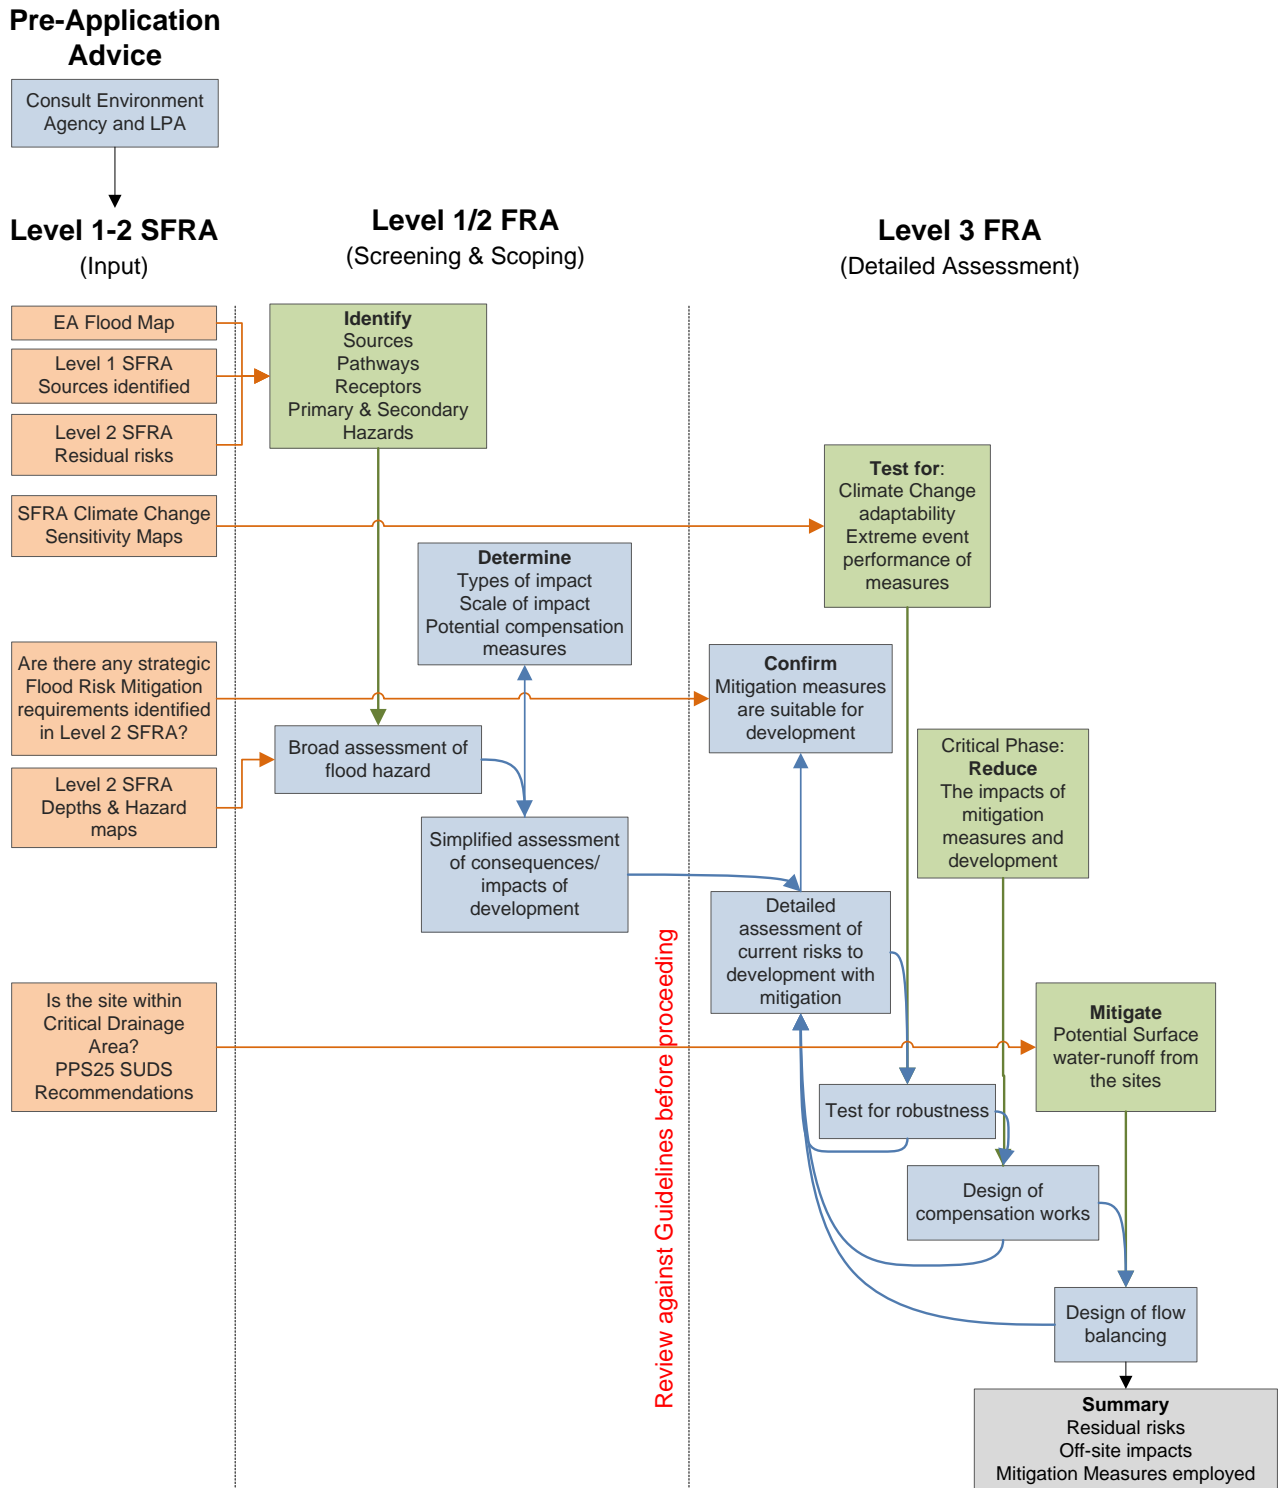 Pre-Application
Advice
Consult Environment
Agency and LPA
Level 1-2 SFRA
(Input)
Level 1/2 FRA
(Screening & Scoping)
Level 3 FRA
(Detailed Assessment)
EA Flood Map
Level 1 SFRA
Sources identified
Level 2 SFRA
Residual risks
SFRA Climate Change
Sensitivity Maps
Are there any strategic
Flood Risk Mitigation
requirements identified
in Level 2 SFRA?
Level 2 SFRA
Depths & Hazard
maps
Is the site within
Critical Drainage
Area?
PPS25 SUDS
Recommendations
Identify
Sources
Pathways
Receptors
Primary & Secondary
Hazards
Determine
Types of impact
Scale of impact
Potential compensation
measures
Broad assessment of
flood hazard
Simplified assessment
of consequences/
impacts of
development
Review against Guidelines before proceeding
Test for:
Climate Change
adaptability
Extreme event
performance of
measures
Confirm
Mitigation measures
are suitable for
development
Critical Phase:
Reduce
The impacts of
mitigation
measures and
development
Detailed
assessment of
current risks to
development with
mitigation
Mitigate
Potential Surface
water-runoff from
the sites
Test for robustness
Design of
compensation works
Design of flow
balancing
Summary
Residual risks
Off-site impacts
Mitigation Measures employed